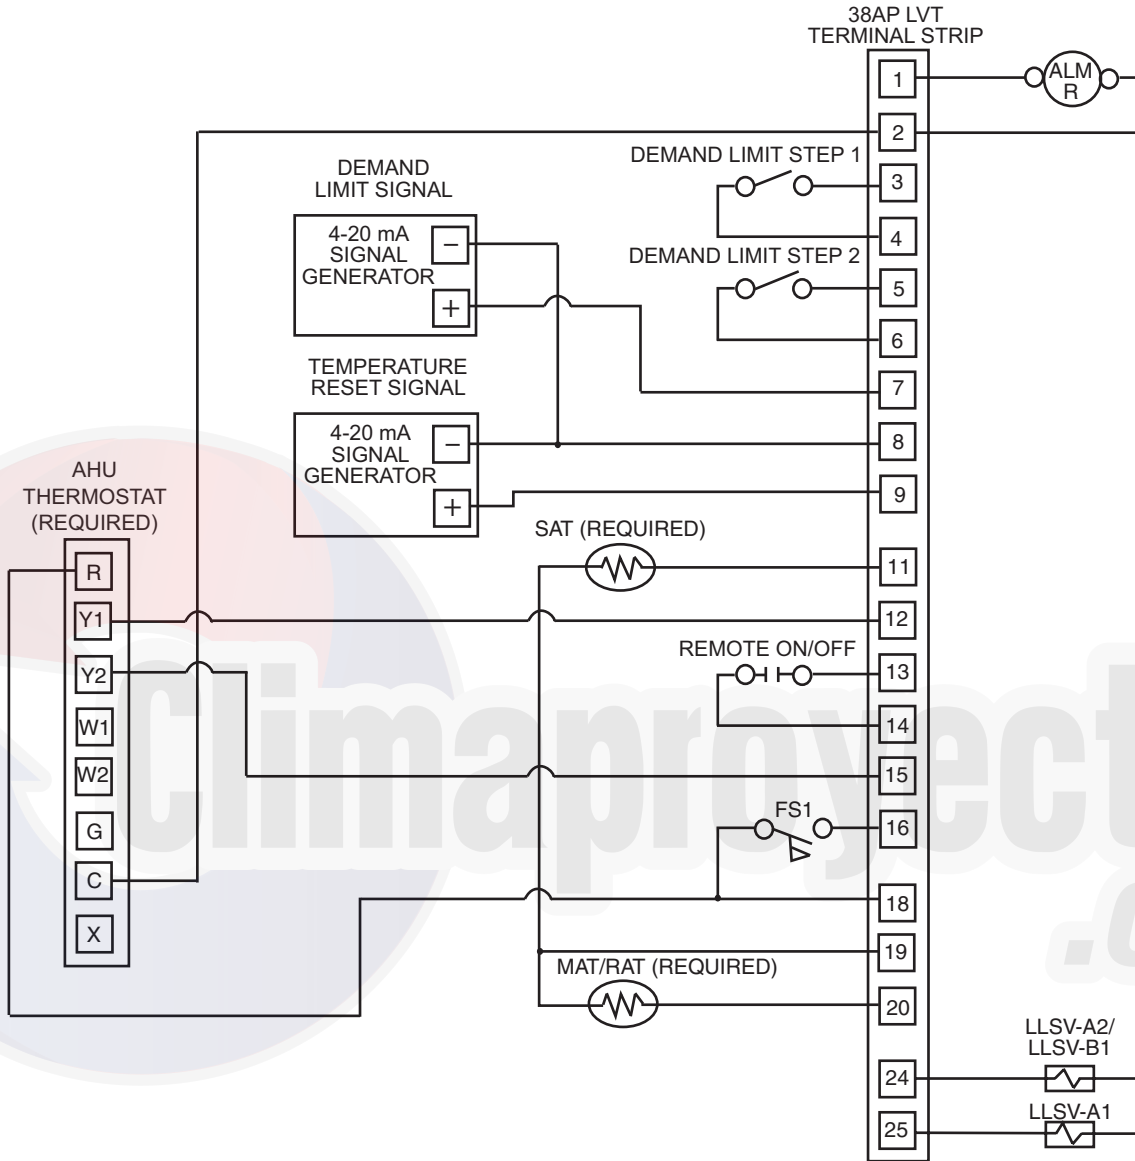 38AP LVT
TERMINAL STRIP
1
ALM
R
2
DEMAND LIMIT STEP 1
3
4
DEMAND LIMIT STEP 2
5
6
7
8
9
11
12
13
14
15
16
18
19
20
24
25
DEMAND
LIMIT SIGNAL
4-20 mA
SIGNAL
GENERATOR
−
+
TEMPERATURE
RESET SIGNAL
4-20 mA
SIGNAL
GENERATOR
−
+
AHU
THERMOSTAT
(REQUIRED)
R
Y1
Y2
W1
W2
G
C
X
SAT (REQUIRED)
REMOTE ON/OFF
FS1
MAT/RAT (REQUIRED)
LLSV-A2/
LLSV-B1
LLSV-A1
Climaproyect
.c